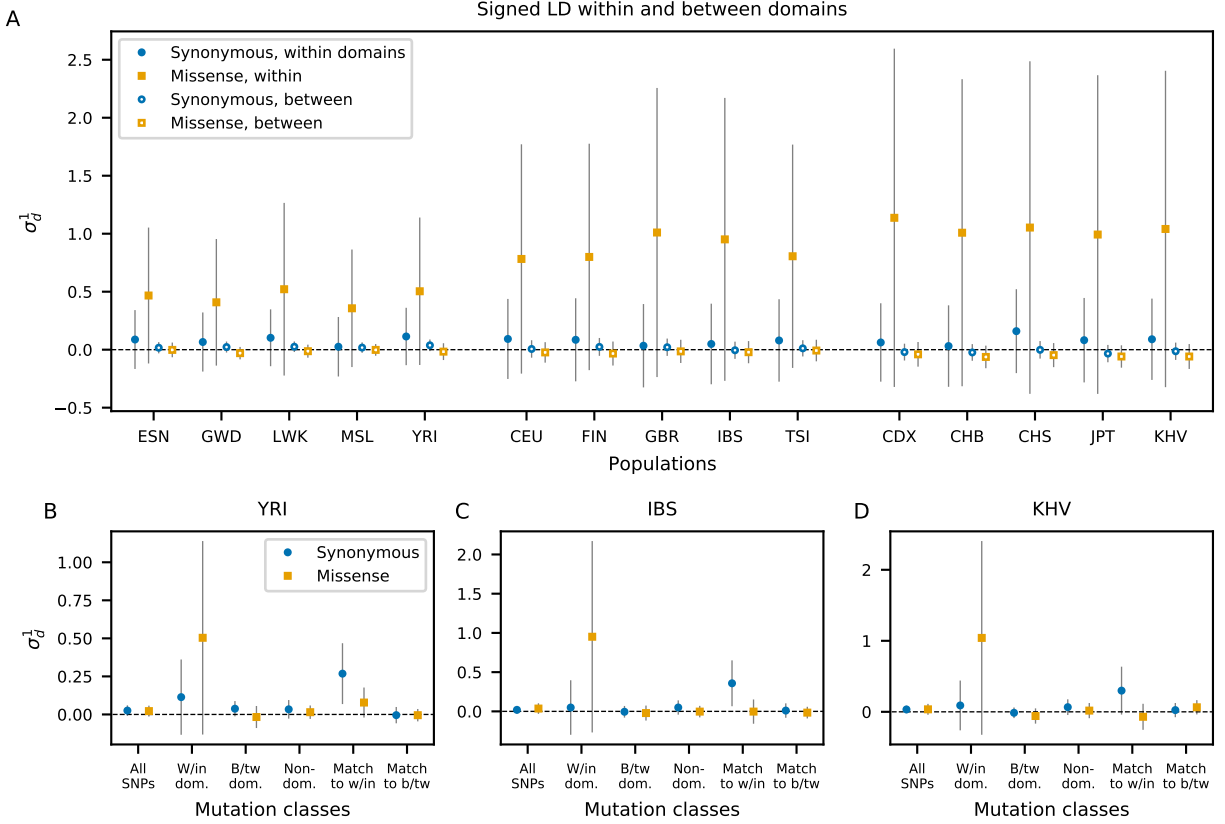 A
Signed LD within and between domains
Synonymous, within domains
Missense, within
Synonymous, between
Missense, between
2.5
2.0
1.5
1.0
0.5
0.0
−0.5
σ¹d
ESN GWD LWK MSL YRI CEU FIN GBR IBS TSI CDX CHB CHS JPT KHV
Populations
B
YRI
Synonymous
Missense
1.00
0.75
0.50
0.25
0.00
σ¹d
All SNPs W/in dom. B/tw dom. Non-dom. Match to w/in Match to b/tw
Mutation classes
C
IBS
2.0
1.5
1.0
0.5
0.0
All SNPs W/in dom. B/tw dom. Non-dom. Match to w/in Match to b/tw
Mutation classes
D
KHV
2
1
0
All SNPs W/in dom. B/tw dom. Non-dom. Match to w/in Match to b/tw
Mutation classes